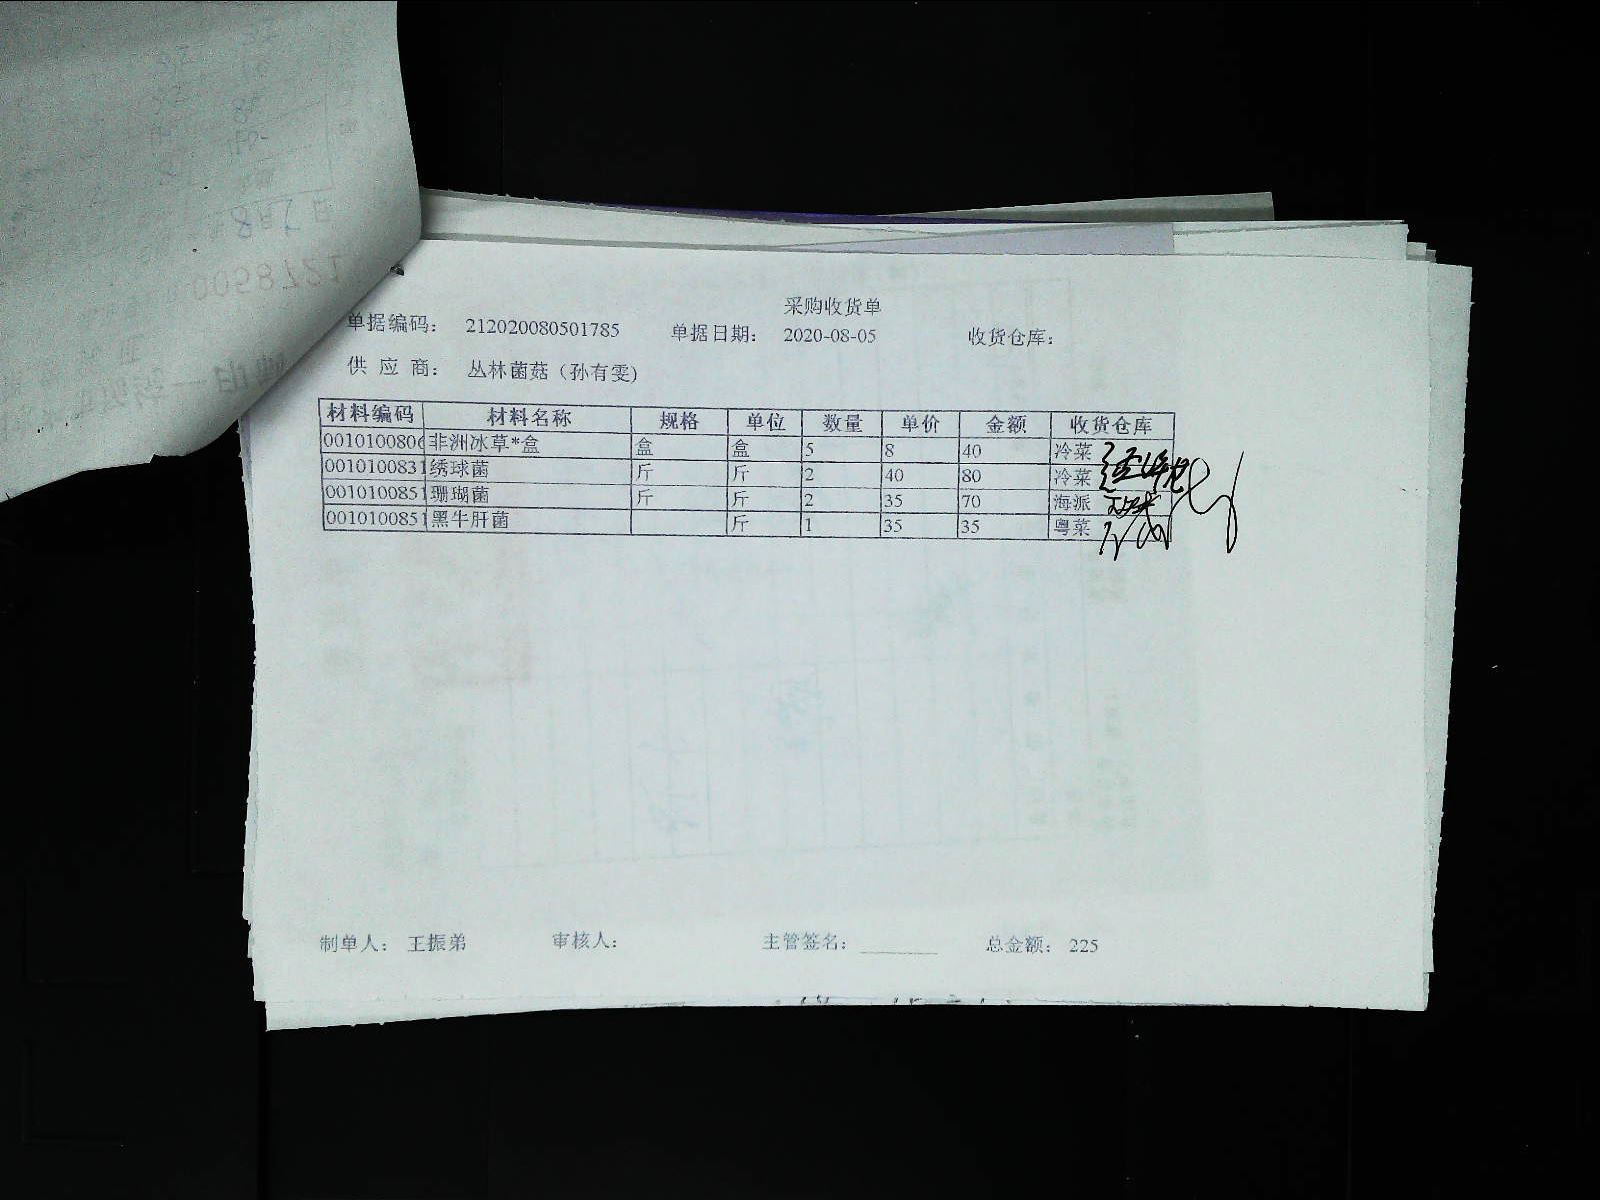 采购收货单
单据编码: 212020080501785 单据日期: 2020-08-05 收货仓库:
供 应 商: 丛林菌菇（孙有雯）
材料编码 材料名称 规格 单位 数量 单价 金额 收货仓库
0010100806 非洲冰草*盒 盒 盒 5 8 40 冷菜
0010100831 绣球菌 斤 斤 2 40 80 冷菜
0010100851 珊瑚菌 斤 斤 2 35 70 海派
0010100851 黑牛肝菌 斤 1 35 35 粤菜
制单人: 王振弟 审核人: 主管签名: 总金额: 225